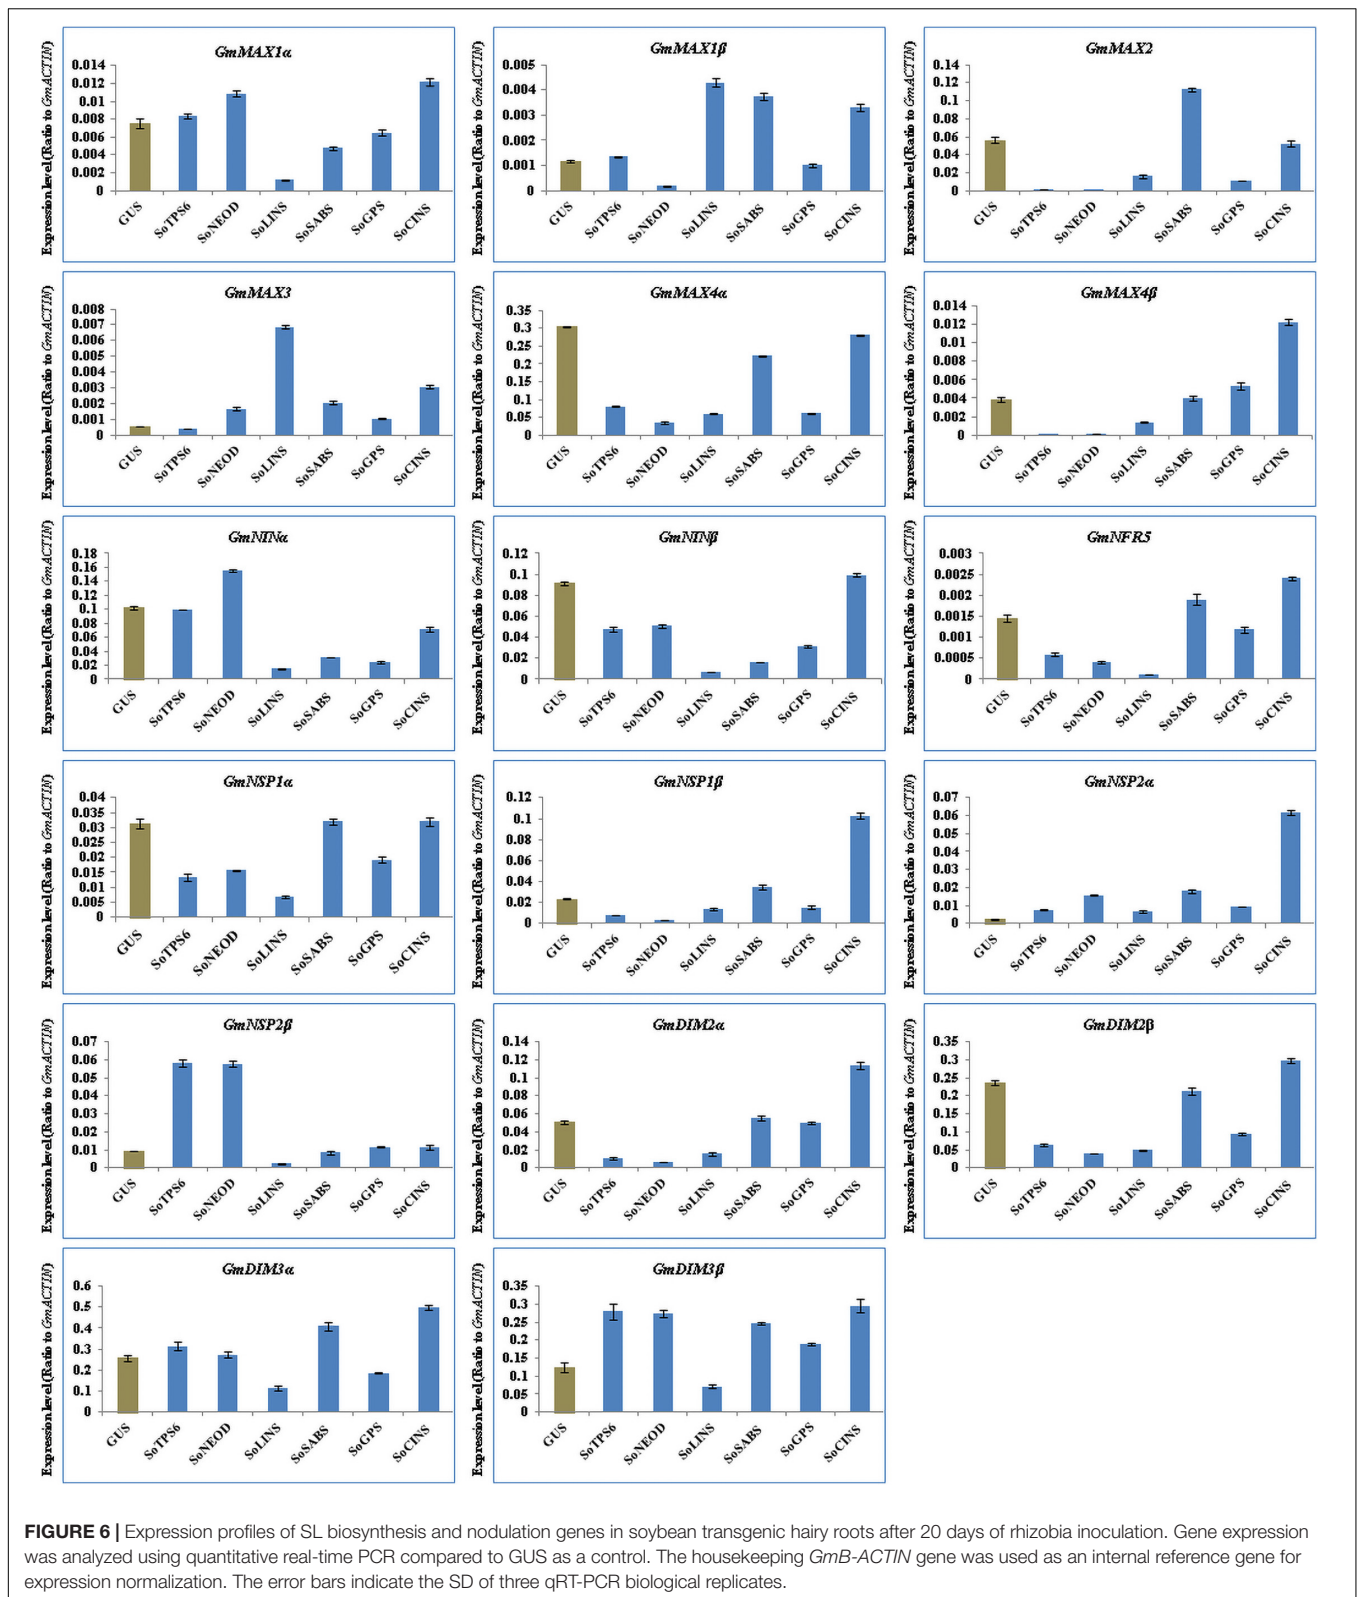 GmMAX1α
Expression level (Ratio to GmACTIN)
0.014
0.012
0.01
0.008
0.006
0.004
0.002
0
GUS SoTPS6 SoNEOD SoLINS SoSABS SoGPS SoCINS
GmMAX1β
Expression level (Ratio to GmACTIN)
0.005
0.004
0.003
0.002
0.001
0
GUS SoTPS6 SoNEOD SoLINS SoSABS SoGPS SoCINS
GmMAX2
Expression level (Ratio to GmACTIN)
0.14
0.12
0.1
0.08
0.06
0.04
0.02
0
GUS SoTPS6 SoNEOD SoLINS SoSABS SoGPS SoCINS
GmMAX3
Expression level (Ratio to GmACTIN)
0.008
0.007
0.006
0.005
0.004
0.003
0.002
0.001
0
GUS SoTPS6 SoNEOD SoLINS SoSABS SoGPS SoCINS
GmMAX4α
Expression level (Ratio to GmACTIN)
0.35
0.3
0.25
0.2
0.15
0.1
0.05
0
GUS SoTPS6 SoNEOD SoLINS SoSABS SoGPS SoCINS
GmMAX4β
Expression level (Ratio to GmACTIN)
0.014
0.012
0.01
0.008
0.006
0.004
0.002
0
GUS SoTPS6 SoNEOD SoLINS SoSABS SoGPS SoCINS
GmNINα
Expression level (Ratio to GmACTIN)
0.18
0.16
0.14
0.12
0.1
0.08
0.06
0.04
0.02
0
GUS SoTPS6 SoNEOD SoLINS SoSABS SoGPS SoCINS
GmNINβ
Expression level (Ratio to GmACTIN)
0.12
0.1
0.08
0.06
0.04
0.02
0
GUS SoTPS6 SoNEOD SoLINS SoSABS SoGPS SoCINS
GmNFR5
Expression level (Ratio to GmACTIN)
0.003
0.0025
0.002
0.0015
0.001
0.0005
0
GUS SoTPS6 SoNEOD SoLINS SoSABS SoGPS SoCINS
GmNSP1α
Expression level (Ratio to GmACTIN)
0.04
0.035
0.03
0.025
0.02
0.015
0.01
0.005
0
GUS SoTPS6 SoNEOD SoLINS SoSABS SoGPS SoCINS
GmNSP1β
Expression level (Ratio to GmACTIN)
0.12
0.1
0.08
0.06
0.04
0.02
0
GUS SoTPS6 SoNEOD SoLINS SoSABS SoGPS SoCINS
GmNSP2α
Expression level (Ratio to GmACTIN)
0.07
0.06
0.05
0.04
0.03
0.02
0.01
0
GUS SoTPS6 SoNEOD SoLINS SoSABS SoGPS SoCINS
GmNSP2β
Expression level (Ratio to GmACTIN)
0.07
0.06
0.05
0.04
0.03
0.02
0.01
0
GUS SoTPS6 SoNEOD SoLINS SoSABS SoGPS SoCINS
GmDIM2α
Expression level (Ratio to GmACTIN)
0.14
0.12
0.1
0.08
0.06
0.04
0.02
0
GUS SoTPS6 SoNEOD SoLINS SoSABS SoGPS SoCINS
GmDIM2β
Expression level (Ratio to GmACTIN)
0.35
0.3
0.25
0.2
0.15
0.1
0.05
0
GUS SoTPS6 SoNEOD SoLINS SoSABS SoGPS SoCINS
GmDIM3α
Expression level (Ratio to GmACTIN)
0.6
0.5
0.4
0.3
0.2
0.1
0
GUS SoTPS6 SoNEOD SoLINS SoSABS SoGPS SoCINS
GmDIM3β
Expression level (Ratio to GmACTIN)
0.35
0.3
0.25
0.2
0.15
0.1
0.05
0
GUS SoTPS6 SoNEOD SoLINS SoSABS SoGPS SoCINS
FIGURE 6 | Expression profiles of SL biosynthesis and nodulation genes in soybean transgenic hairy roots after 20 days of rhizobia inoculation. Gene expression
was analyzed using quantitative real-time PCR compared to GUS as a control. The housekeeping GmB-ACTIN gene was used as an internal reference gene for
expression normalization. The error bars indicate the SD of three qRT-PCR biological replicates.